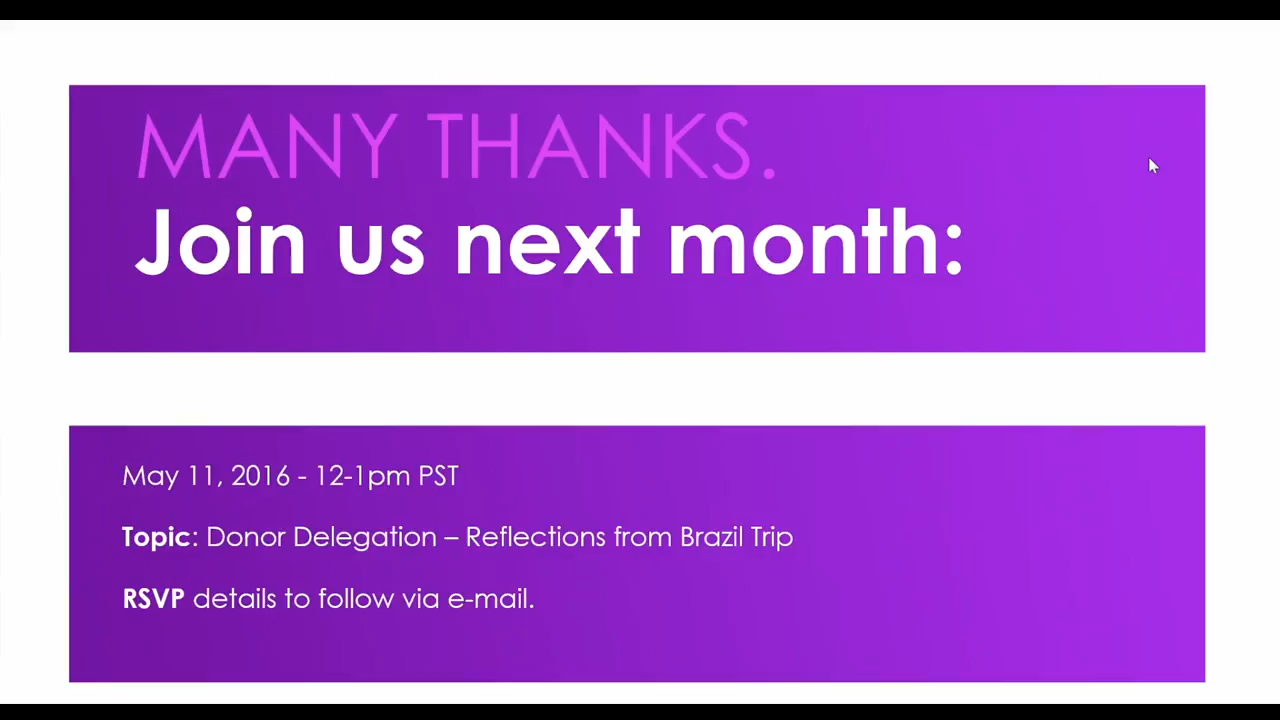 MANY THANKS.
Join us next month:
May 11, 2016 - 12-1pm PST
Topic: Donor Delegation – Reflections from Brazil Trip
RSVP details to follow via e-mail.